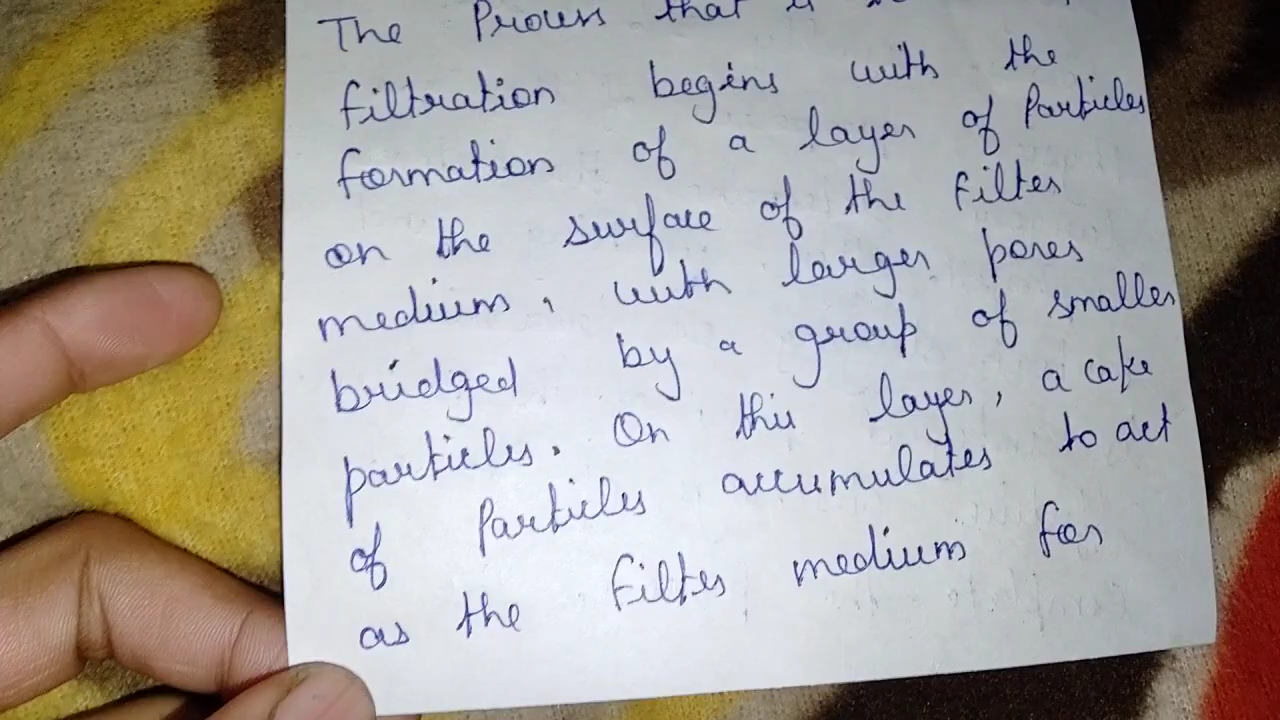 The Process that is
filtration begins with the
formation of a layer of Particles
on the surface of the filter
medium, with larger pores
bridged by a group of smaller
particles. On this layer, a cake
of Particles accumulates to act
as the filter medium for